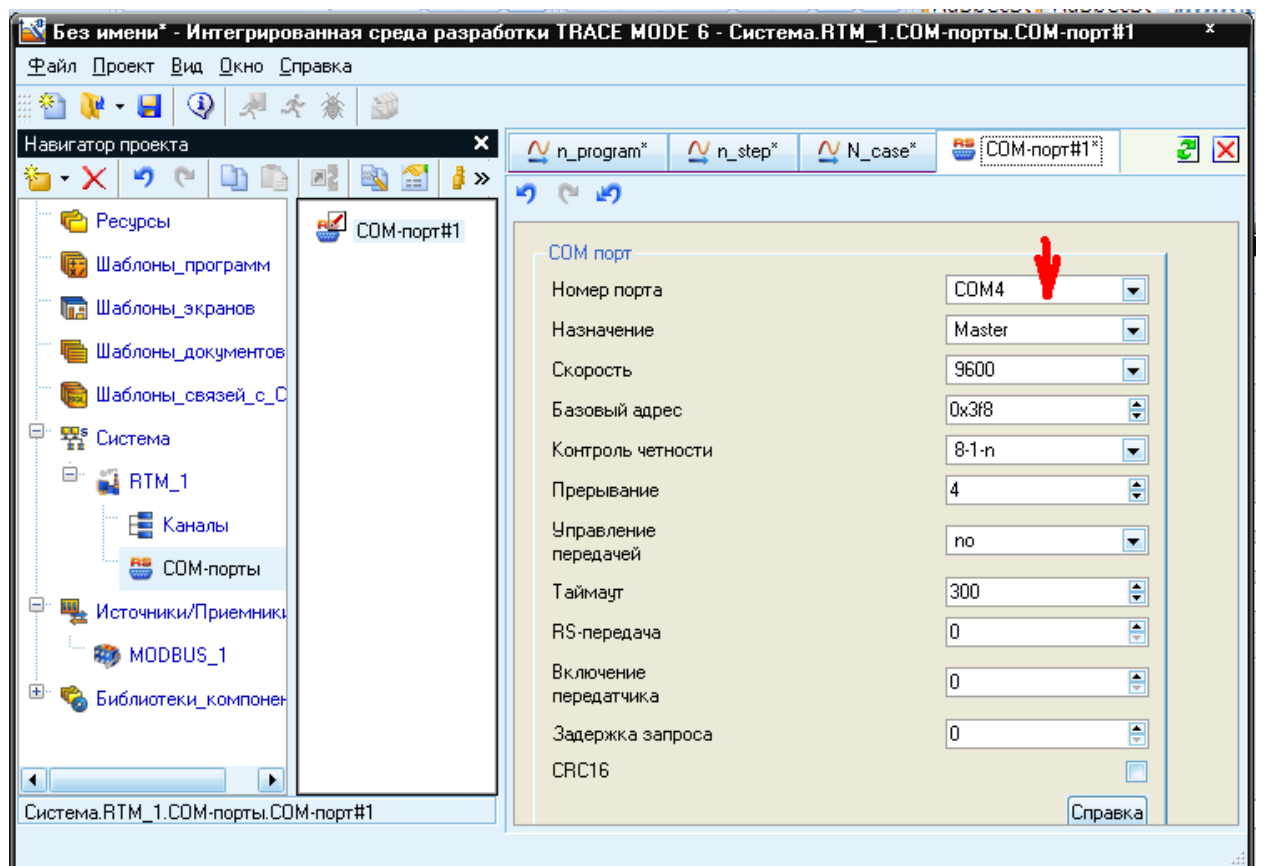 Без имени* - Интегрированная среда разработки TRACE MODE 6 - Система.RTM_1.COM-порты.COM-порт#1 x
Файл Проект Вид Окно Справка
Навигатор проекта
Ресурсы
Шаблоны_программ
Шаблоны_экранов
Шаблоны_документов
Шаблоны_связей_с_С
Система
RTM_1
Каналы
COM-порты
Источники/Приемники
MODBUS_1
Библиотеки_компонен
COM-порт#1
Система.RTM_1.COM-порты.COM-порт#1
n_program* n_step* N_case* COM-порт#1*
COM порт
Номер порта COM4
Назначение Master
Скорость 9600
Базовый адрес 0x3f8
Контроль четности 8-1-n
Прерывание 4
Управление
передачей no
Таймаут 300
RS-передача 0
Включение
передатчика 0
Задержка запроса 0
CRC16
Справка